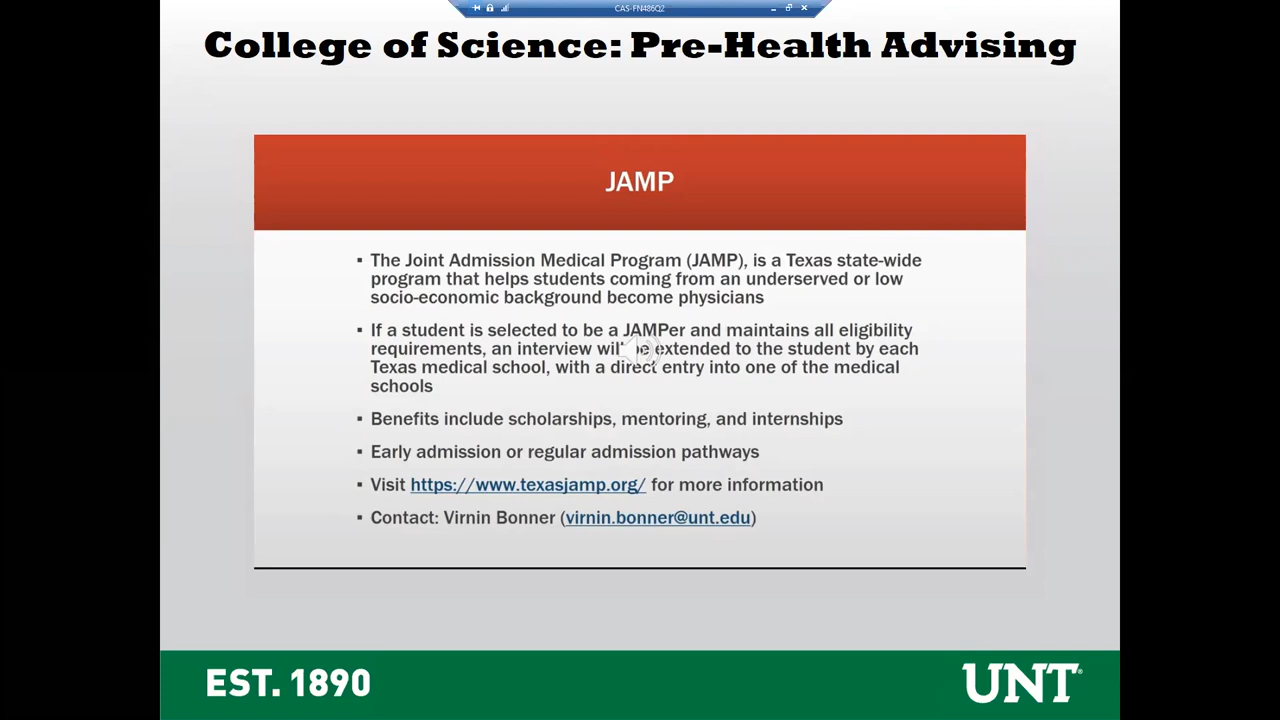 CAS-FN486Q2
College of Science: Pre-Health Advising
JAMP
▪ The Joint Admission Medical Program (JAMP), is a Texas state-wide
program that helps students coming from an underserved or low
socio-economic background become physicians
▪ If a student is selected to be a JAMPer and maintains all eligibility
requirements, an interview will be extended to the student by each
Texas medical school, with a direct entry into one of the medical
schools
▪ Benefits include scholarships, mentoring, and internships
▪ Early admission or regular admission pathways
▪ Visit https://www.texasjamp.org/ for more information
▪ Contact: Virnin Bonner (virnin.bonner@unt.edu)
EST. 1890
UNT®